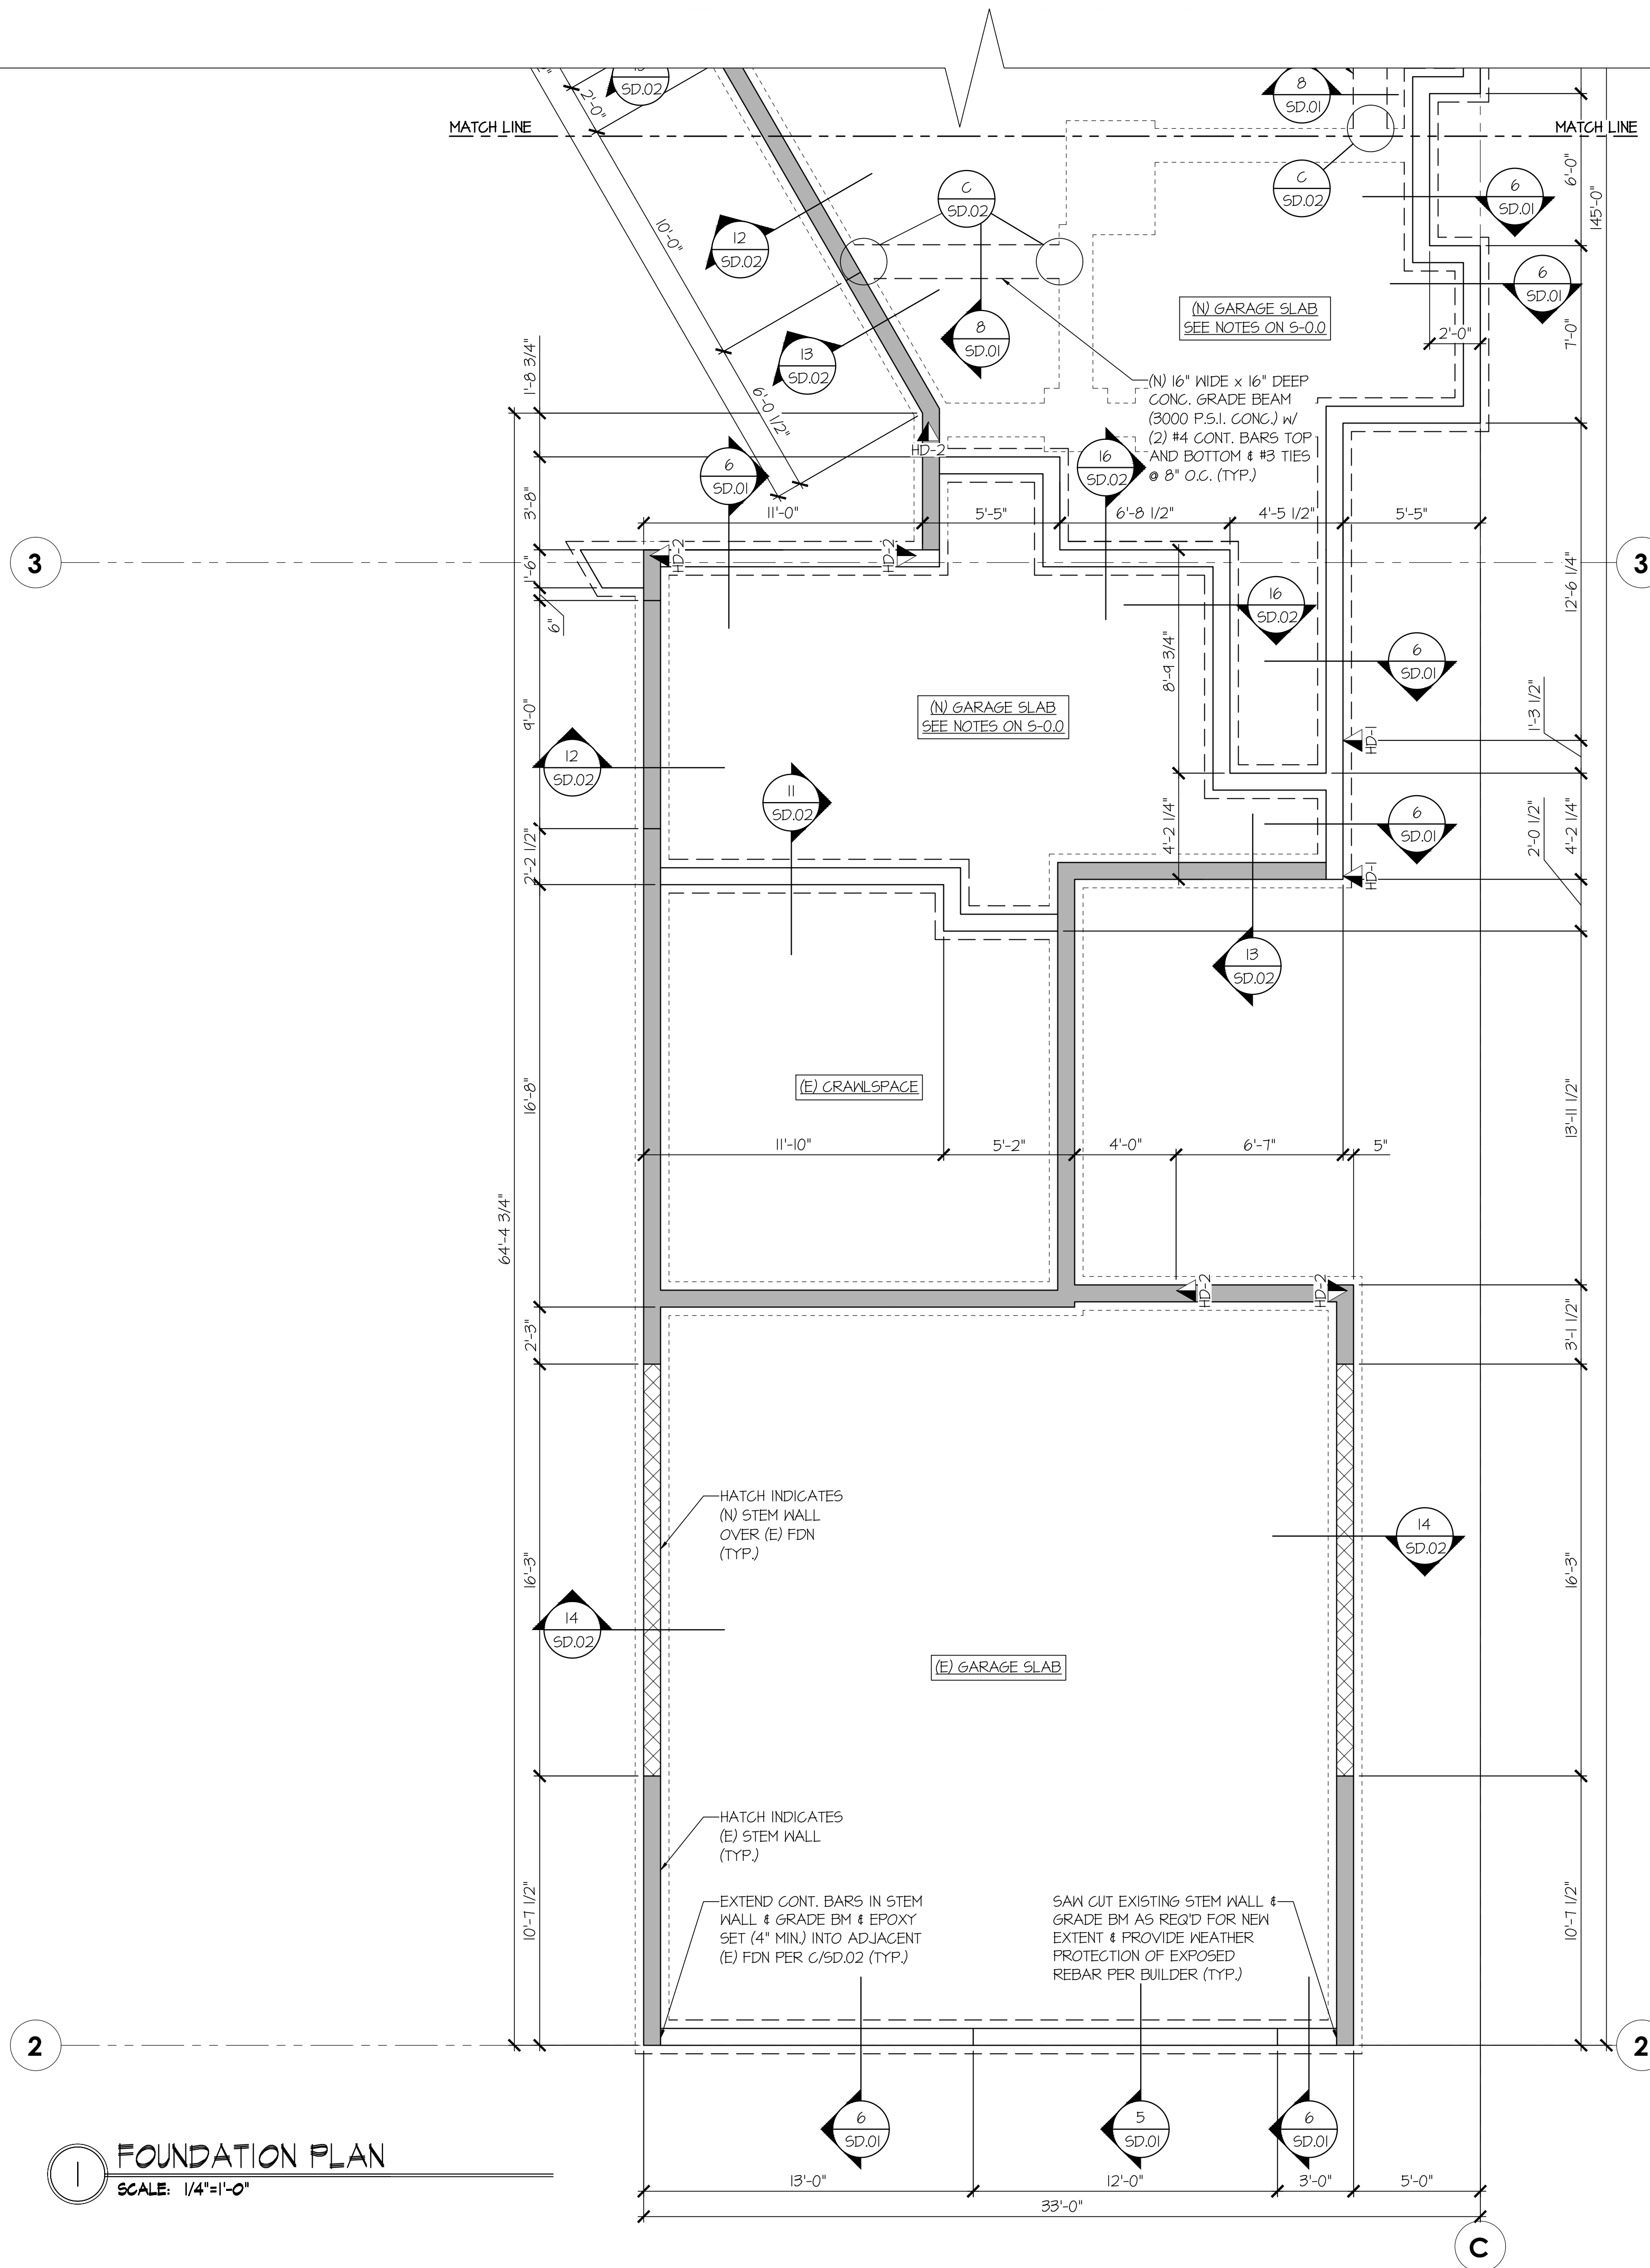 2'-0"
SD.02
8
SD.01
MATCH LINE
MATCH LINE
6'-0"
145'-0"
C
SD.02
C
SD.02
6
SD.01
10'-0"
12
SD.02
6
SD.01
(N) GARAGE SLAB
SEE NOTES ON S-0.0
8
SD.01
2'-0"
7'-0"
13
SD.02
1'-8 3/4"
6'-0 1/2"
(N) 16" WIDE x 16" DEEP
CONC. GRADE BEAM
(3000 P.S.I. CONC.) W/
(2) #4 CONT. BARS TOP
AND BOTTOM & #3 TIES
@ 8" O.C. (TYP.)
HD-2
6
SD.01
16
SD.02
3'-8"
11'-0"
5'-5"
6'-8 1/2"
4'-5 1/2"
5'-5"
3
HD-2
HD-2
3
1'-6"
6"
16
SD.02
12'-6 1/4"
6
SD.01
8'-9 3/4"
9'-0"
(N) GARAGE SLAB
SEE NOTES ON S-0.0
1'-3 1/2"
HD-1
12
SD.02
11
SD.02
6
SD.01
4'-2 1/4"
2'-0 1/2"
4'-2 1/4"
2'-2 1/2"
HD-1
13
SD.02
(E) CRAWLSPACE
16'-8"
13'-11 1/2"
11'-10"
5'-2"
4'-0"
6'-7"
5"
64'-4 3/4"
HD-2
HD-2
2'-3"
3'-1 1/2"
HATCH INDICATES
(N) STEM WALL
OVER (E) FDN
(TYP.)
14
SD.02
16'-3"
16'-3"
14
SD.02
(E) GARAGE SLAB
HATCH INDICATES
(E) STEM WALL
(TYP.)
10'-7 1/2"
10'-7 1/2"
EXTEND CONT. BARS IN STEM
WALL & GRADE BM & EPOXY
SET (4" MIN.) INTO ADJACENT
(E) FDN PER C/SD.02 (TYP.)
SAW CUT EXISTING STEM WALL &
GRADE BM AS REQ'D FOR NEW
EXTENT & PROVIDE WEATHER
PROTECTION OF EXPOSED
REBAR PER BUILDER (TYP.)
2
2
6
SD.01
5
SD.01
6
SD.01
1
FOUNDATION PLAN
SCALE: 1/4"=1'-0"
13'-0"
12'-0"
3'-0"
5'-0"
33'-0"
C